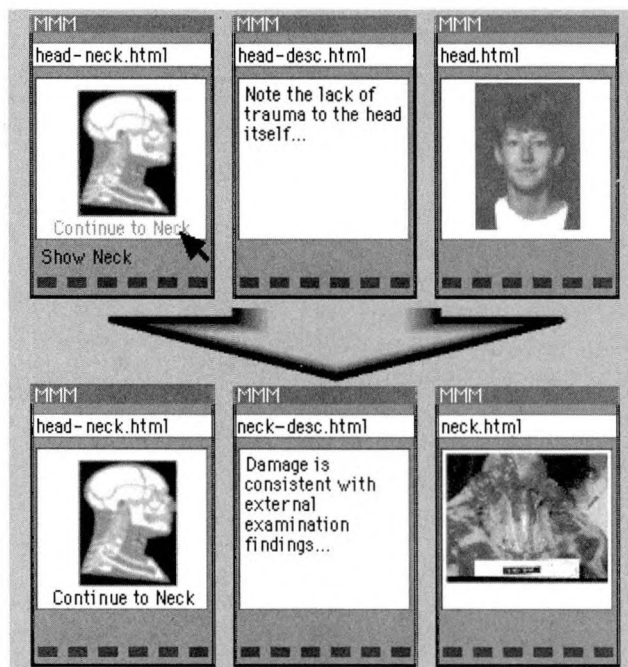 MMM
head-neck.html
Continue to Neck
Show Neck
MMM
head-desc.html
Note the lack of
trauma to the head
itself...
MMM
head.html
MMM
head-neck.html
Continue to Neck
MMM
neck-desc.html
Damage is
consistent with
external
examination
findings...
MMM
neck.html